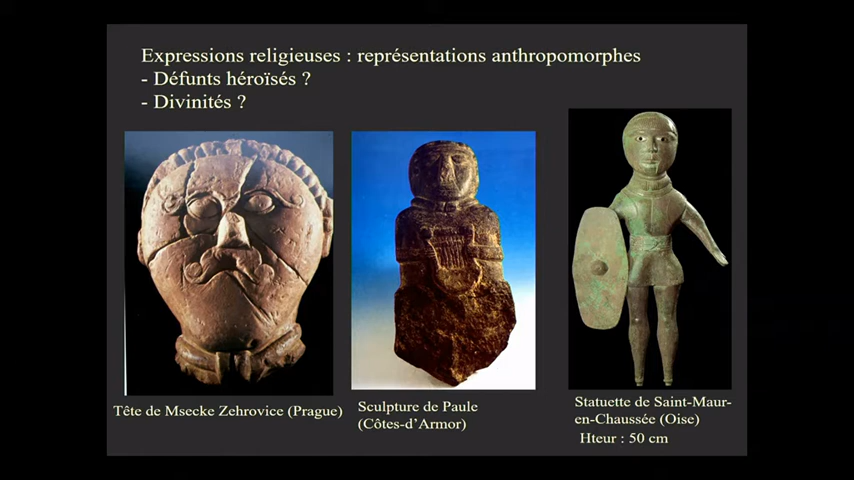 Expressions religieuses : représentations anthropomorphes
- Défunts héroïsés ?
- Divinités ?
Tête de Msecke Zehrovice (Prague)
Sculpture de Paule
(Côtes-d'Armor)
Statuette de Saint-Maur-
en-Chaussée (Oise)
Hteur : 50 cm